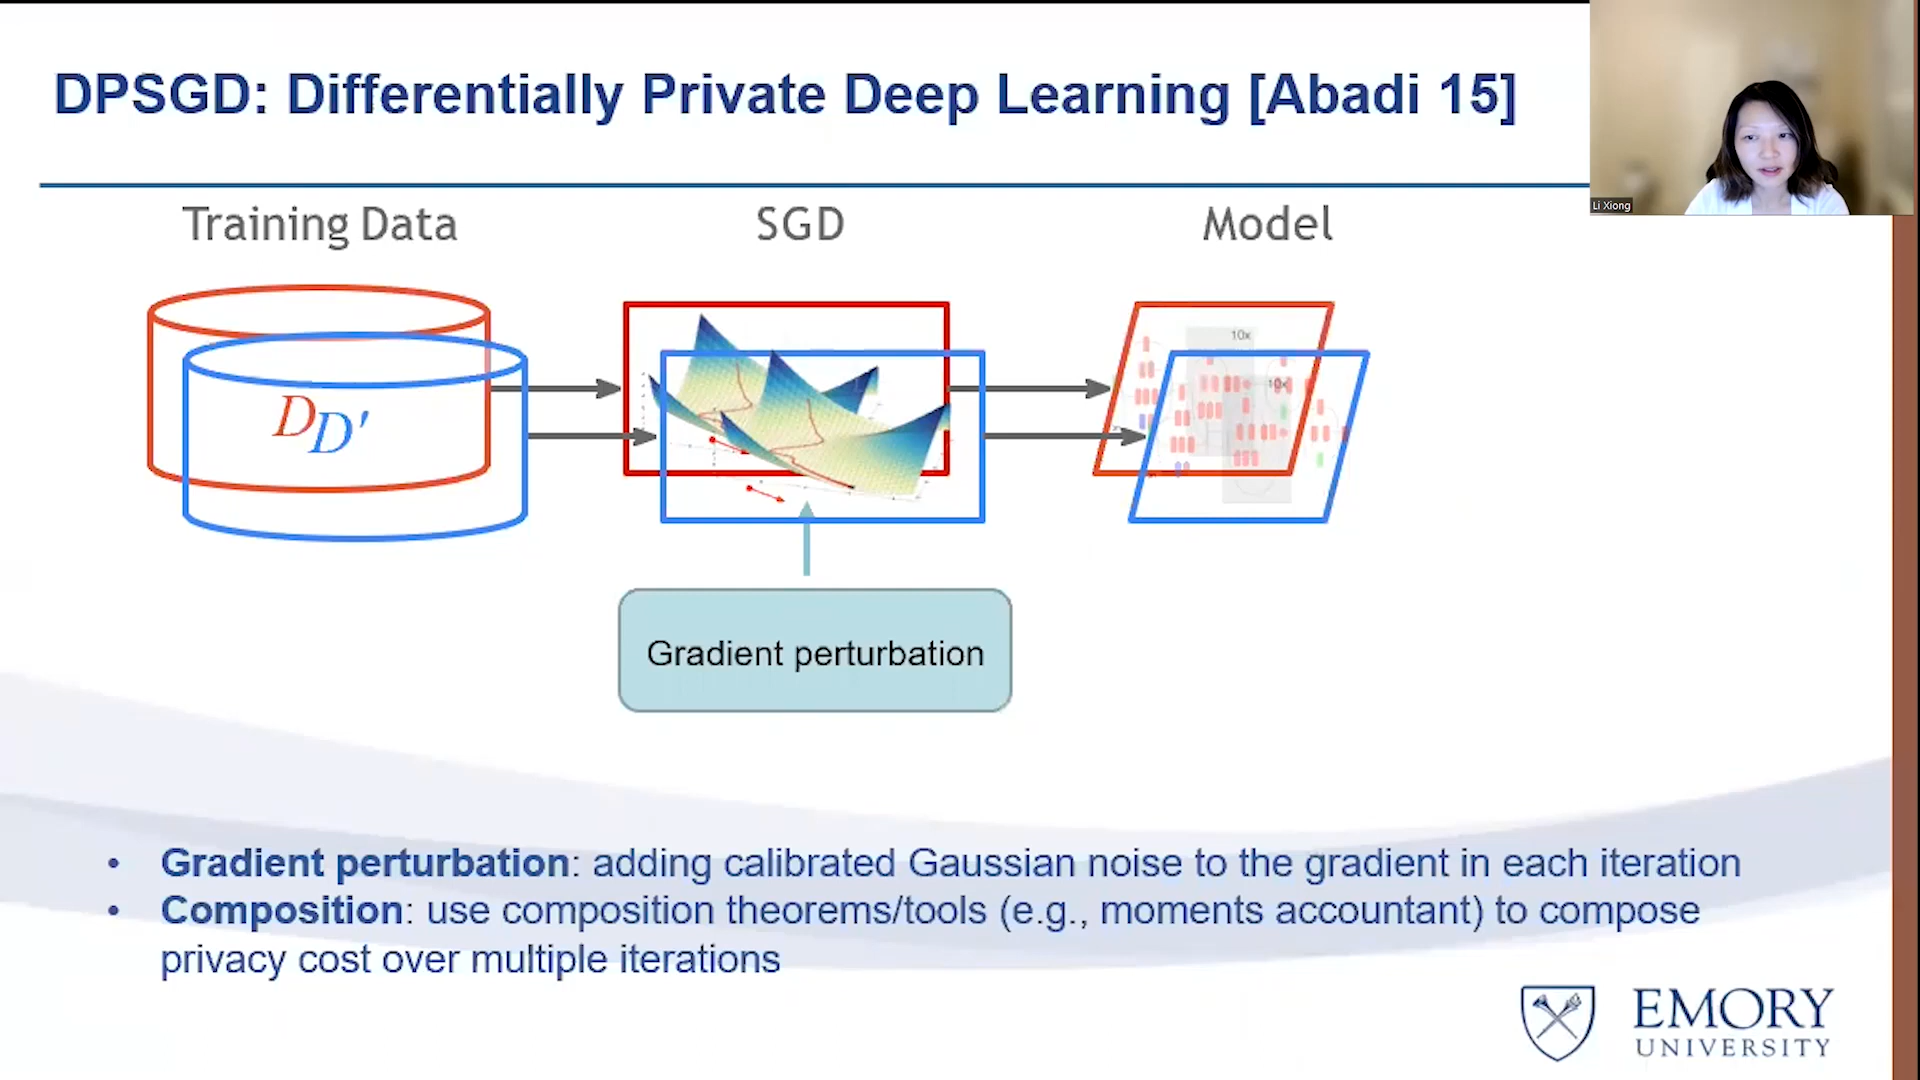 DPSGD: Differentially Private Deep Learning [Abadi 15]
Li Xiong
Training Data
SGD
Model
D
D'
10x
10x
Gradient perturbation
• Gradient perturbation: adding calibrated Gaussian noise to the gradient in each iteration
• Composition: use composition theorems/tools (e.g., moments accountant) to compose
privacy cost over multiple iterations
EMORY
UNIVERSITY